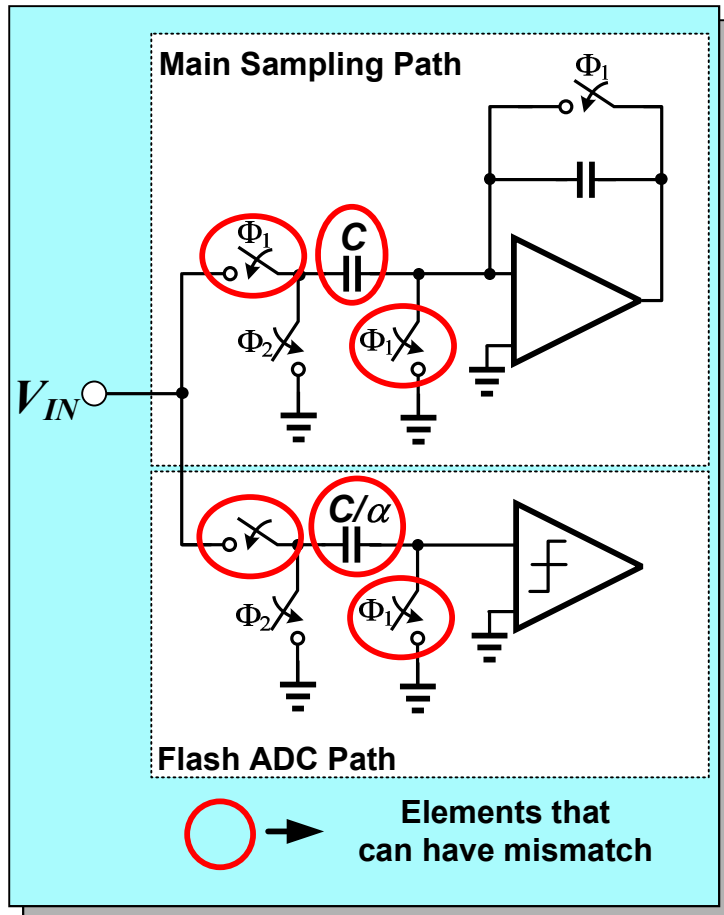 Main Sampling Path
Φ1
Φ1
C
Φ2
Φ1
VIN
C/α
Φ2
Φ1
Flash ADC Path
Elements that
can have mismatch